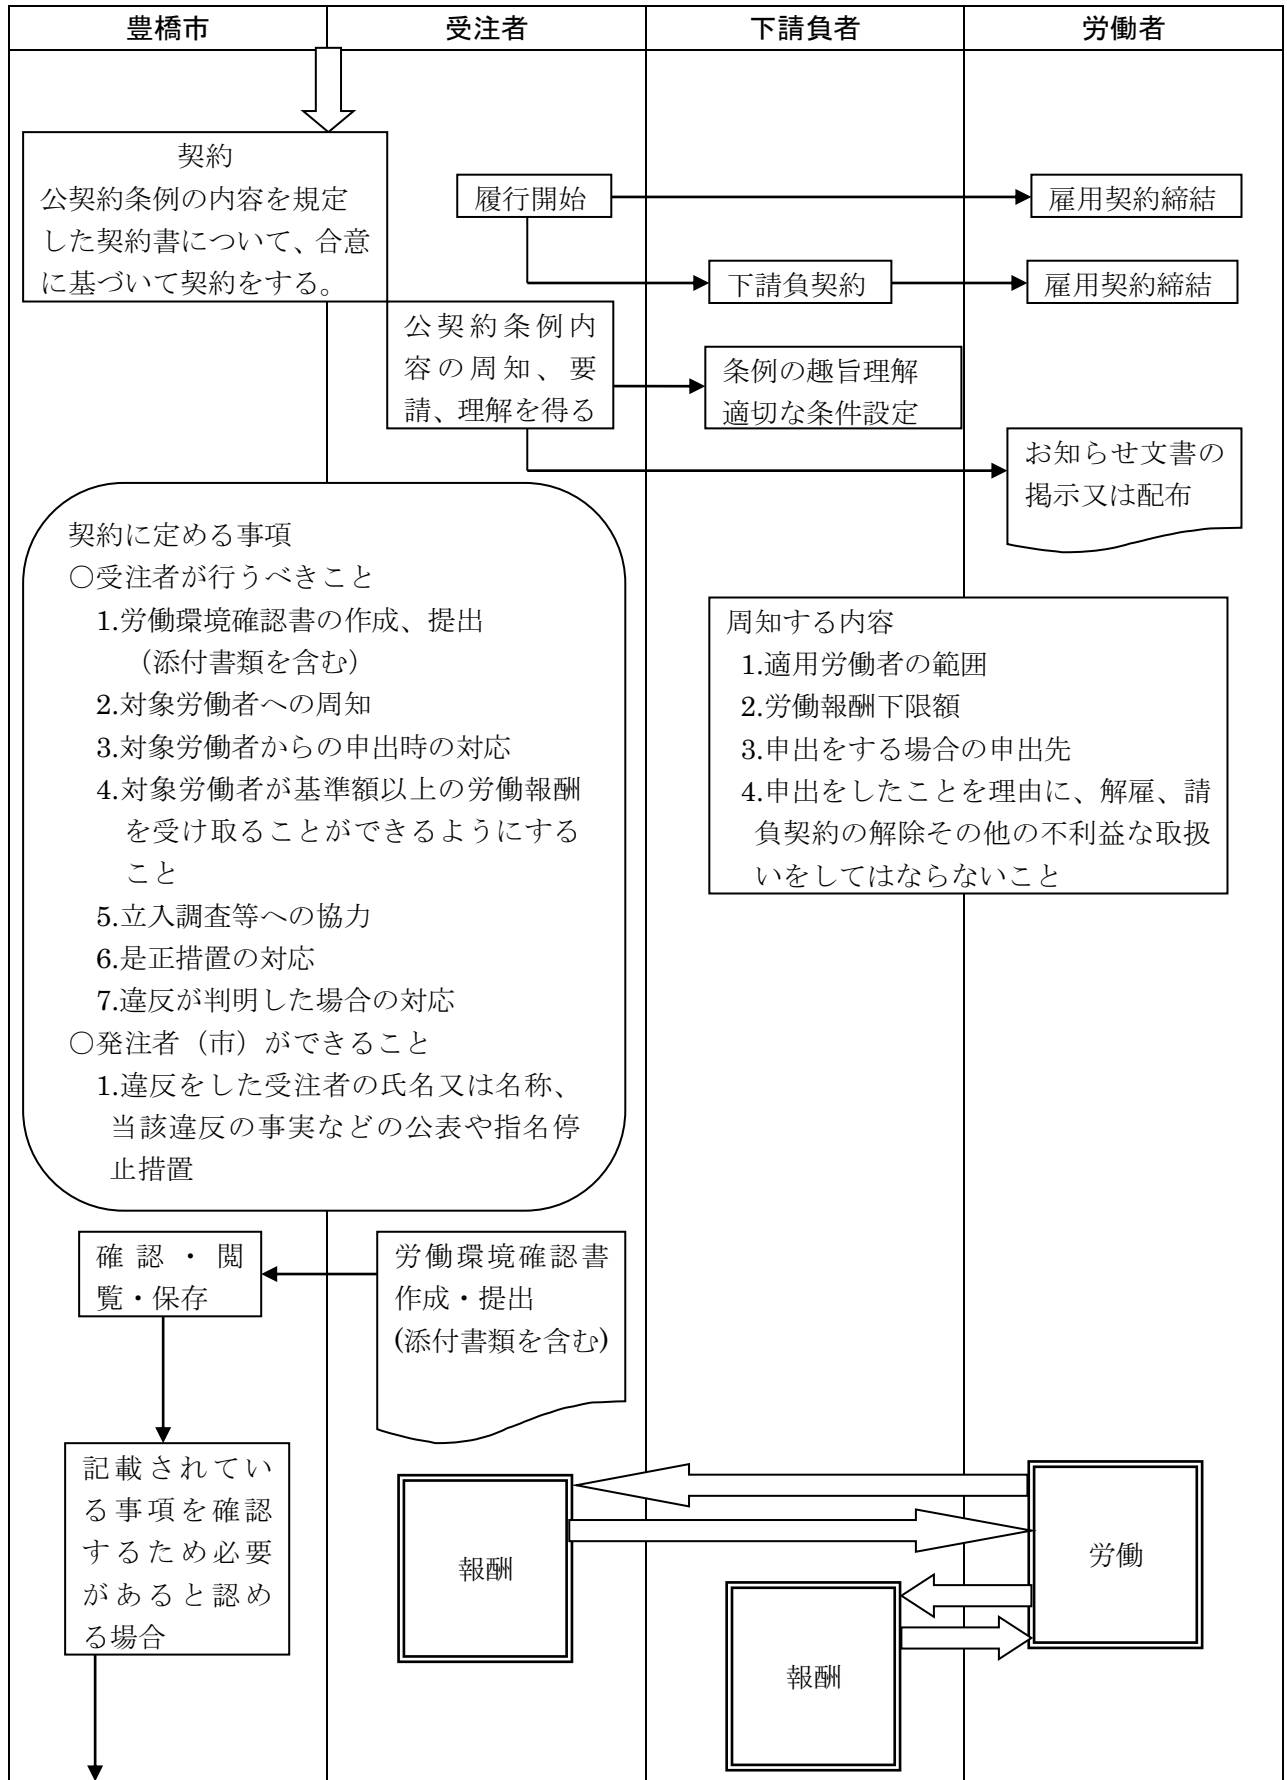 豊橋市
受注者
下請負者
労働者
契約
公契約条例の内容を規定
した契約書について、合意
に基づいて契約をする。
履行開始
雇用契約締結
下請負契約
雇用契約締結
公契約条例内
容の周知、要
請、理解を得る
条例の趣旨理解
適切な条件設定
お知らせ文書の
掲示又は配布
契約に定める事項
○受注者が行うべきこと
1.労働環境確認書の作成、提出
（添付書類を含む）
2.対象労働者への周知
3.対象労働者からの申出時の対応
4.対象労働者が基準額以上の労働報酬
を受け取ることができるようにする
こと
5.立入調査等への協力
6.是正措置の対応
7.違反が判明した場合の対応
○発注者（市）ができること
1.違反をした受注者の氏名又は名称、
当該違反の事実などの公表や指名停
止措置
周知する内容
1.適用労働者の範囲
2.労働報酬下限額
3.申出をする場合の申出先
4.申出をしたことを理由に、解雇、請
負契約の解除その他の不利益な取扱
いをしてはならないこと
確認・閲
覧・保存
労働環境確認書
作成・提出
(添付書類を含む)
記載されてい
る事項を確認
するため必要
があると認め
る場合
報酬
労働
報酬